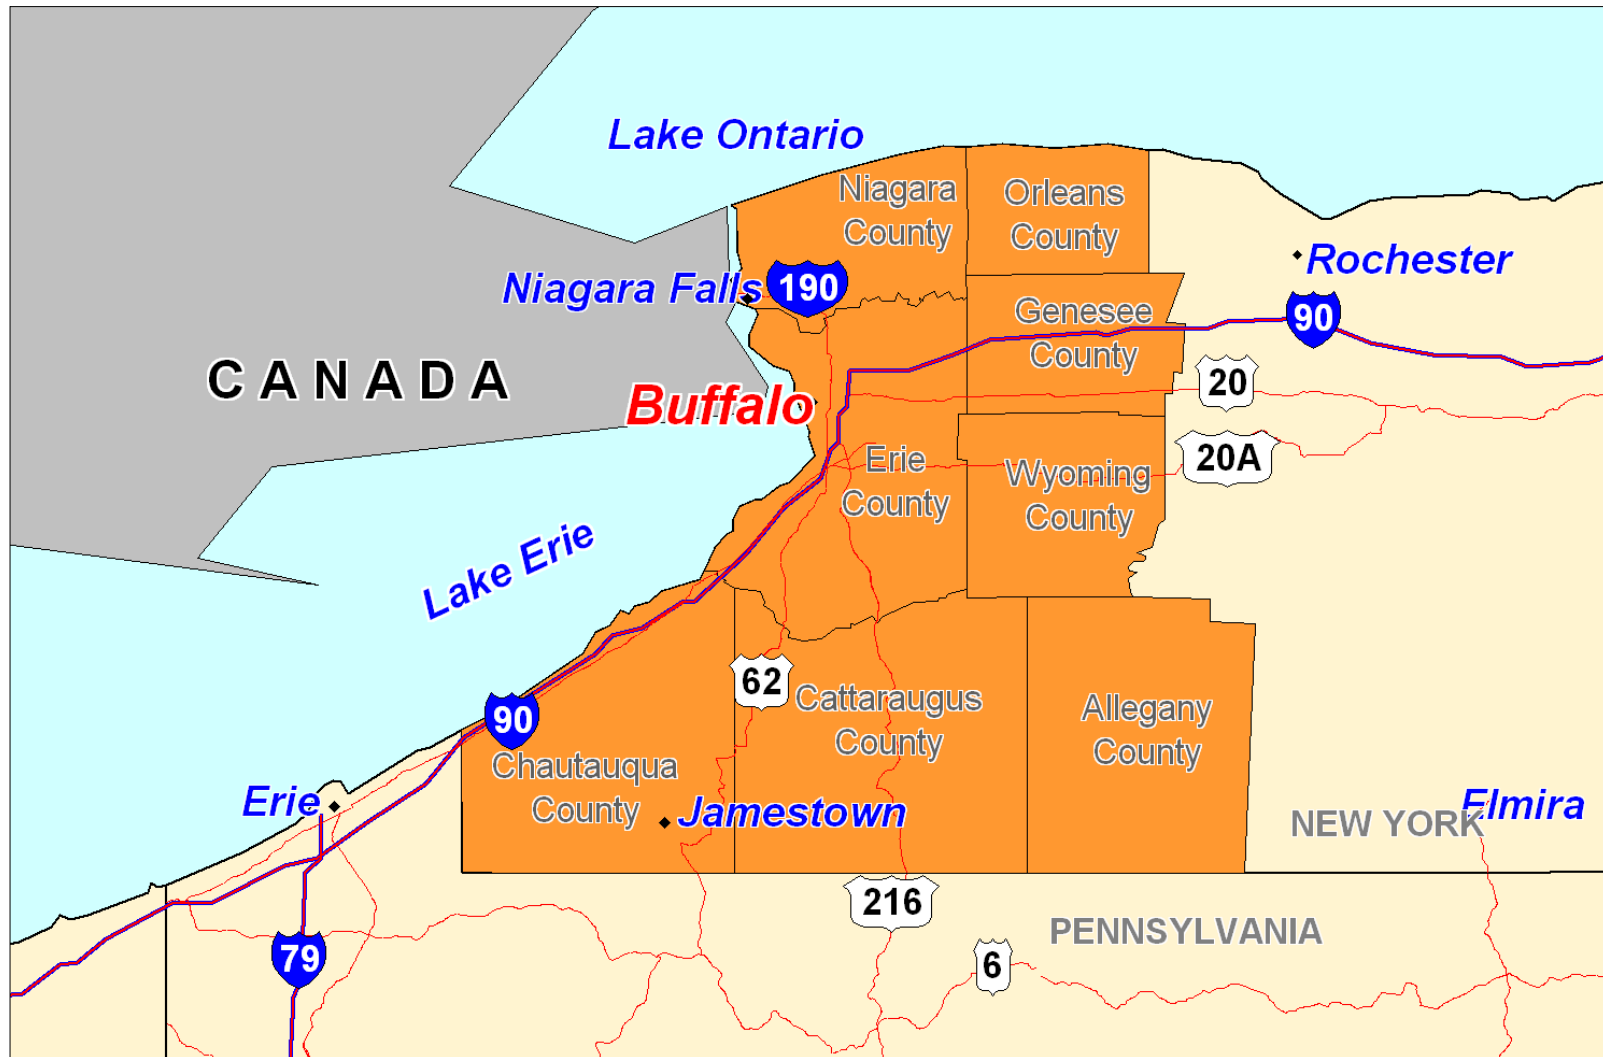 Lake Ontario
Niagara
County
Orleans
County
Rochester
Niagara Falls
190
Genesee
County
90
CANADA
Buffalo
20
20A
Erie
County
Wyoming
County
Lake Erie
62
90
Cattaraugus
County
Allegany
County
Chautauqua
County
Erie
Jamestown
Elmira
NEW YORK
216
PENNSYLVANIA
79
6